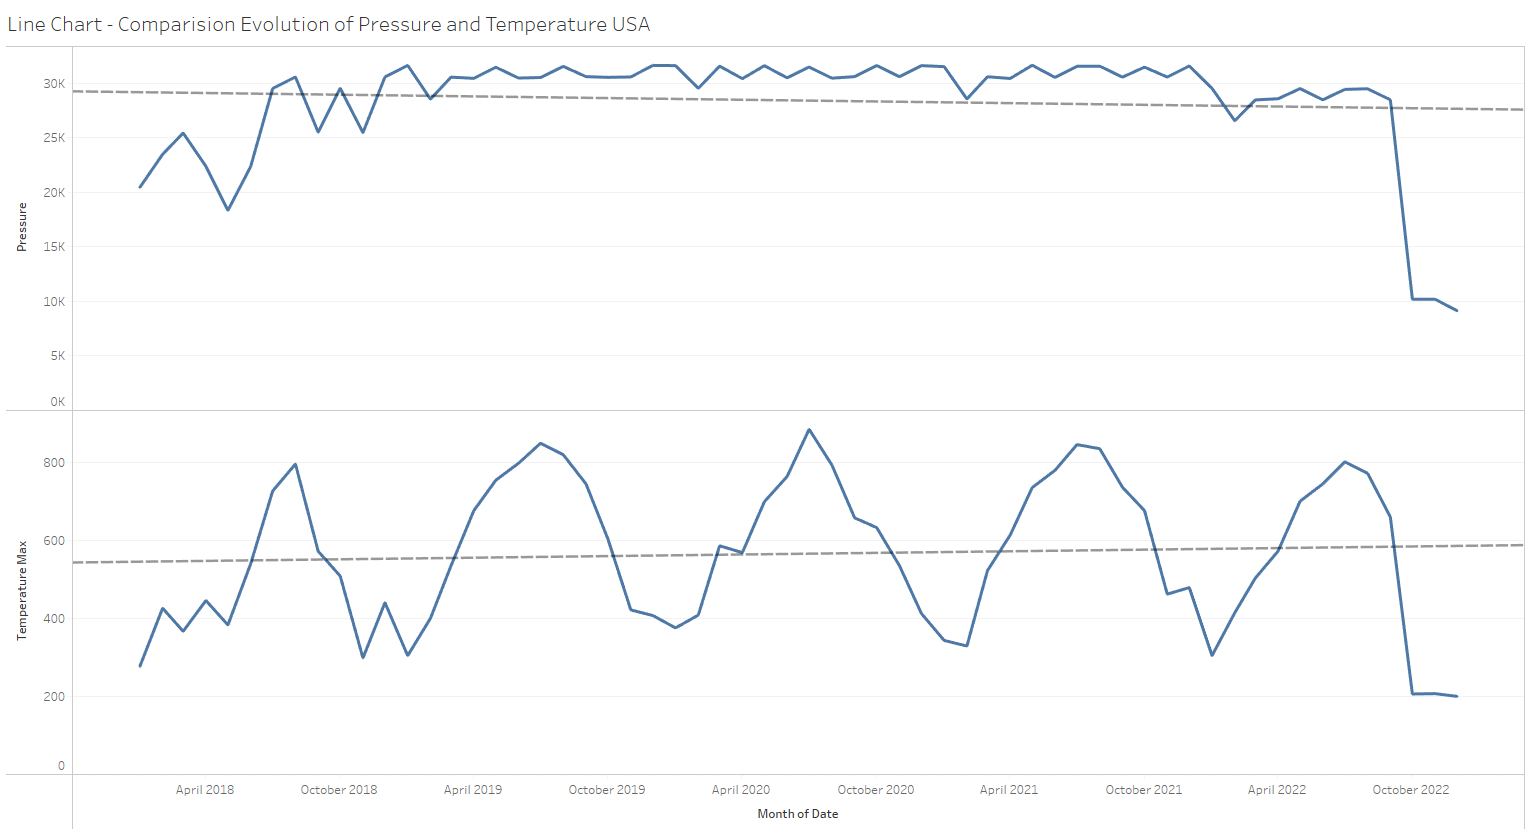 Line Chart - Comparision Evolution of Pressure and Temperature USA
30K
25K
20K
15K
10K
5K
0K
Pressure
800
600
400
200
0
Temperature Max
April 2018
October 2018
April 2019
October 2019
April 2020
October 2020
April 2021
October 2021
April 2022
October 2022
Month of Date